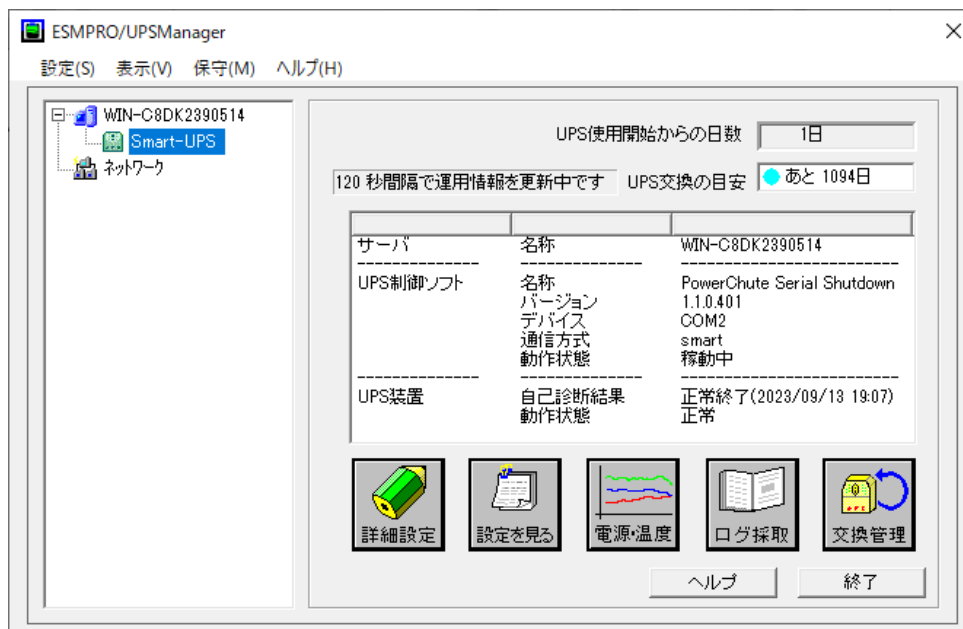 ESMPRO/UPSManager
設定(S) 表示(V) 保守(M) ヘルプ(H)
WIN-C8DK2390514
Smart-UPS
ネットワーク
UPS使用開始からの日数 1日
120 秒間隔で運用情報を更新中です UPS交換の目安 あと 1094日
サーバ 名称 WIN-C8DK2390514
UPS制御ソフト 名称 PowerChute Serial Shutdown
バージョン 1.1.0.401
デバイス COM2
通信方式 smart
動作状態 稼動中
UPS装置 自己診断結果 正常終了(2023/09/13 19:07)
動作状態 正常
詳細設定 設定を見る 電源・温度 ログ採取 交換管理
ヘルプ 終了